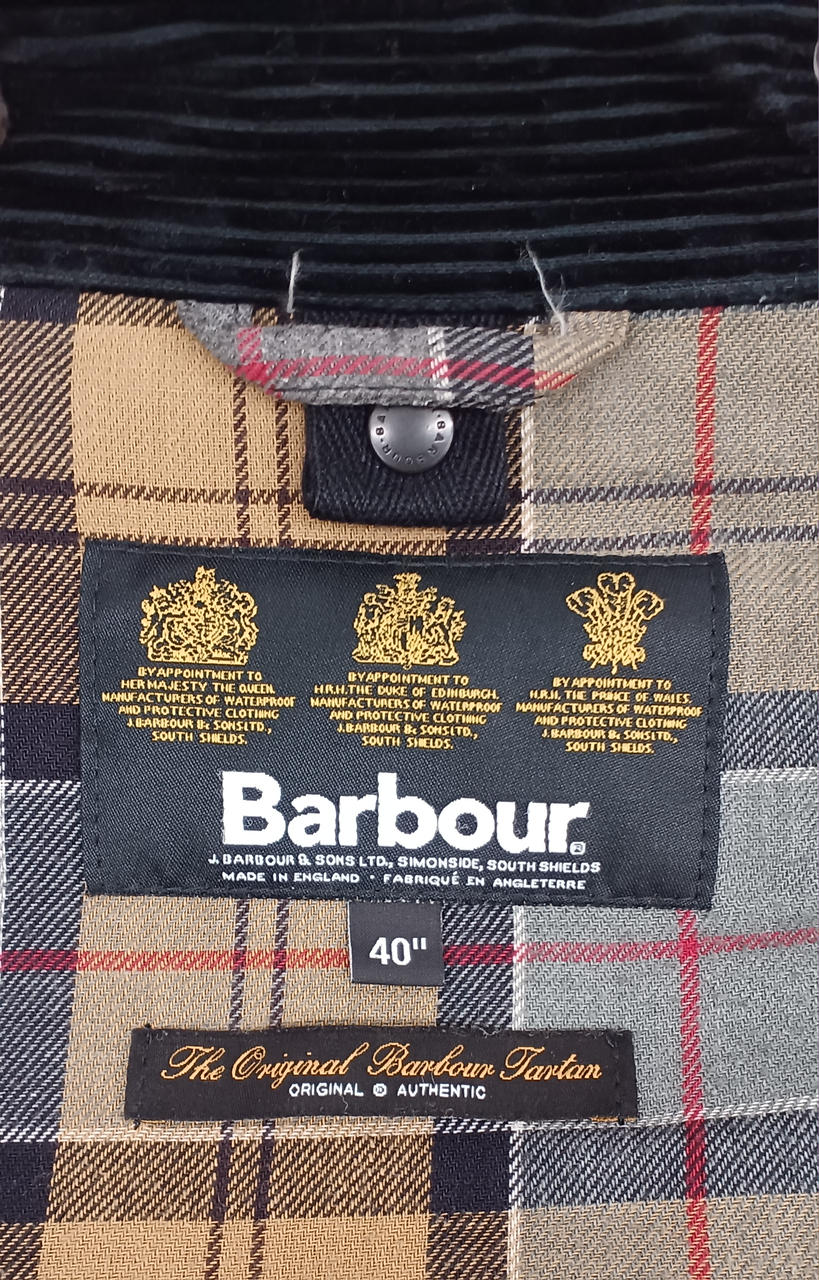 BARBOUR · BA
BY APPOINTMENT TO
HER MAJESTY THE QUEEN.
MANUFACTURERS OF WATERPROOF
AND PROTECTIVE CLOTHING
J.BARBOUR & SONS LTD.,
SOUTH SHIELDS.
BY APPOINTMENT TO
H.R.H. THE DUKE OF EDINBURGH.
MANUFACTURERS OF WATERPROOF
AND PROTECTIVE CLOTHING
J.BARBOUR & SONS LTD.,
SOUTH SHIELDS.
BY APPOINTMENT TO
H.R.H. THE PRINCE OF WALES.
MANUFACTURERS OF WATERPROOF
AND PROTECTIVE CLOTHING
J.BARBOUR & SONS LTD.,
SOUTH SHIELDS.
Barbour®
J. BARBOUR & SONS LTD., SIMONSIDE, SOUTH SHIELDS
MADE IN ENGLAND · FABRIQUÉ EN ANGLETERRE
40"
The Original Barbour Tartan
ORIGINAL ® AUTHENTIC